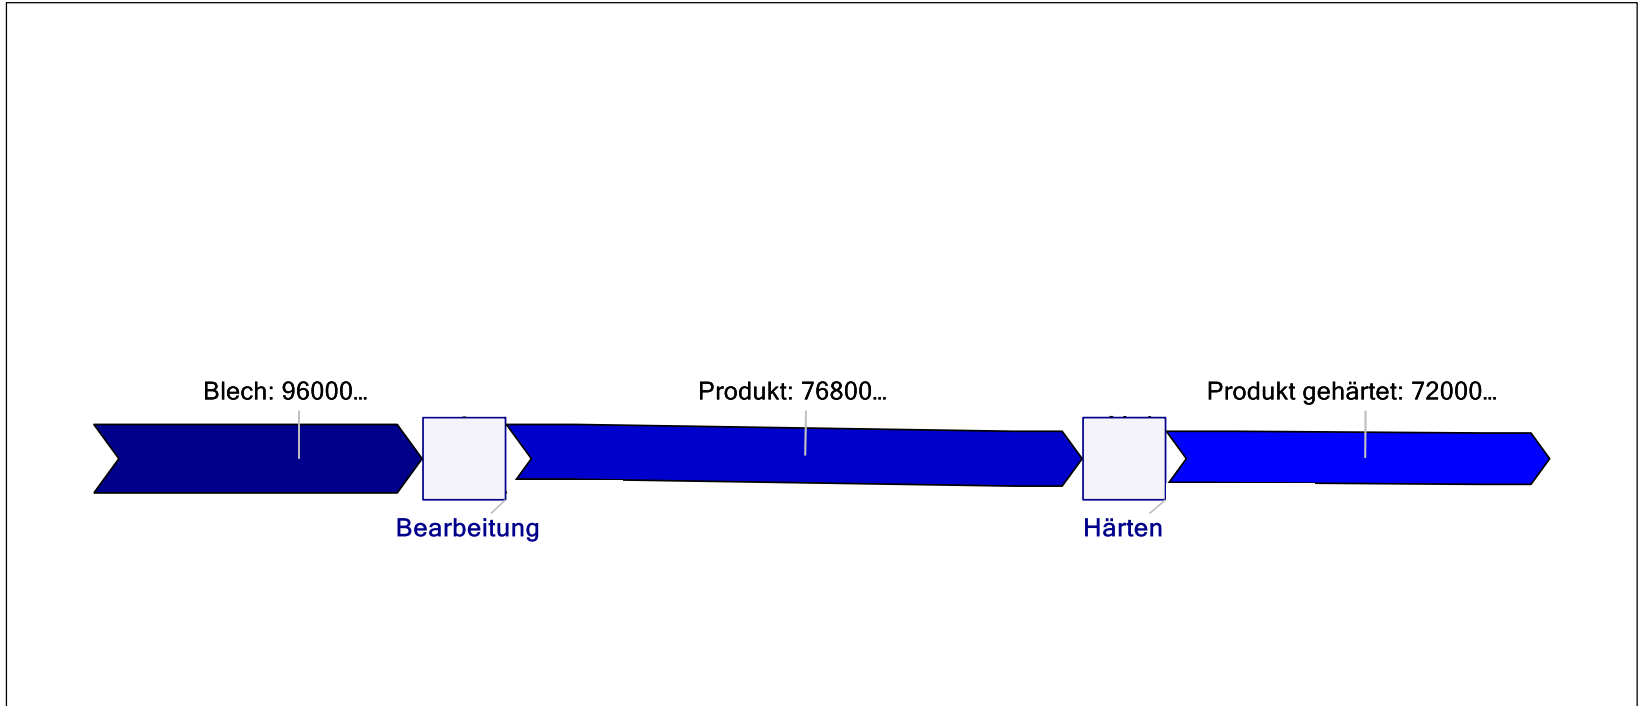 Blech: 96000...
Produkt: 76800...
Produkt gehärtet: 72000...
Bearbeitung
Härten